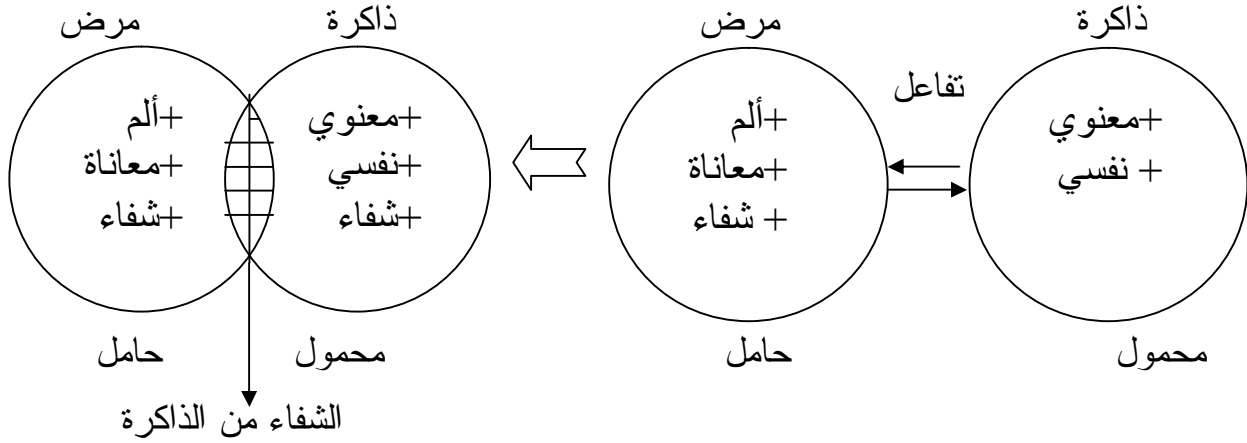 ذاكرة
+معنوي
+ نفسي
محمول
تفاعل
مرض
+ألم
+معاناة
+ شفاء
حامل
ذاكرة
+معنوي
+نفسي
+شفاء
محمول
مرض
+ألم
+معاناة
+شفاء
حامل
الشفاء من الذاكرة